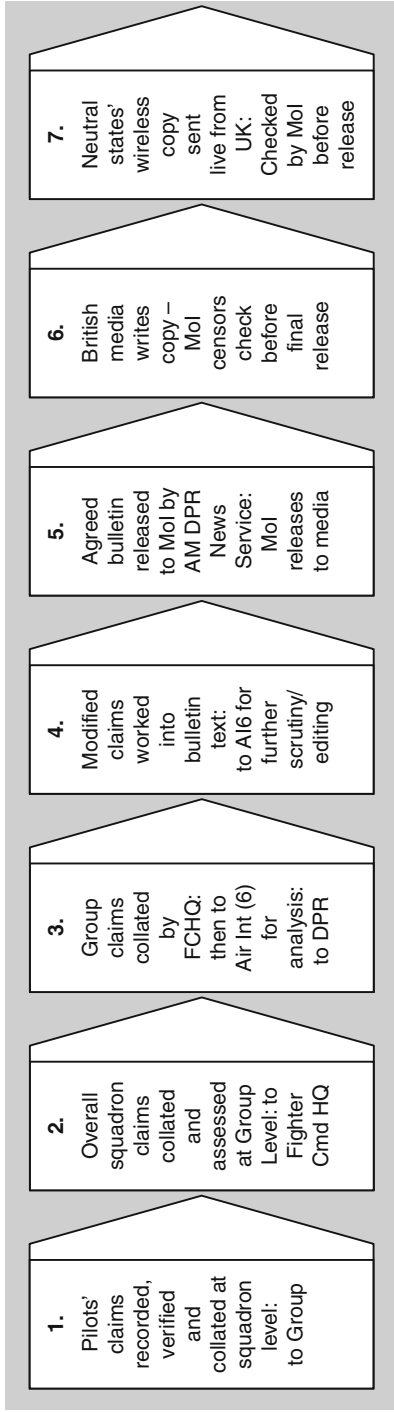 1.
Pilots’
claims
recorded,
verified
and
collated at
squadron
level:
to Group
2.
Overall
squadron
claims
collated
and
assessed
at Group
Level: to
Fighter
Cmd HQ
3.
Group
claims
collated
by
FCHQ:
then to
Air Int (6)
for
analysis:
to DPR
4.
Modified
claims
worked
into
bulletin
text:
to AI6 for
further
scrutiny/
editing
5.
Agreed
bulletin
released
to MoI by
AM DPR
News
Service:
MoI
releases
to media
6.
British
media
writes
copy –
MoI
censors
check
before
final
release
7.
Neutral
states’
wireless
copy
sent
live from
UK:
Checked
by MoI
before
release